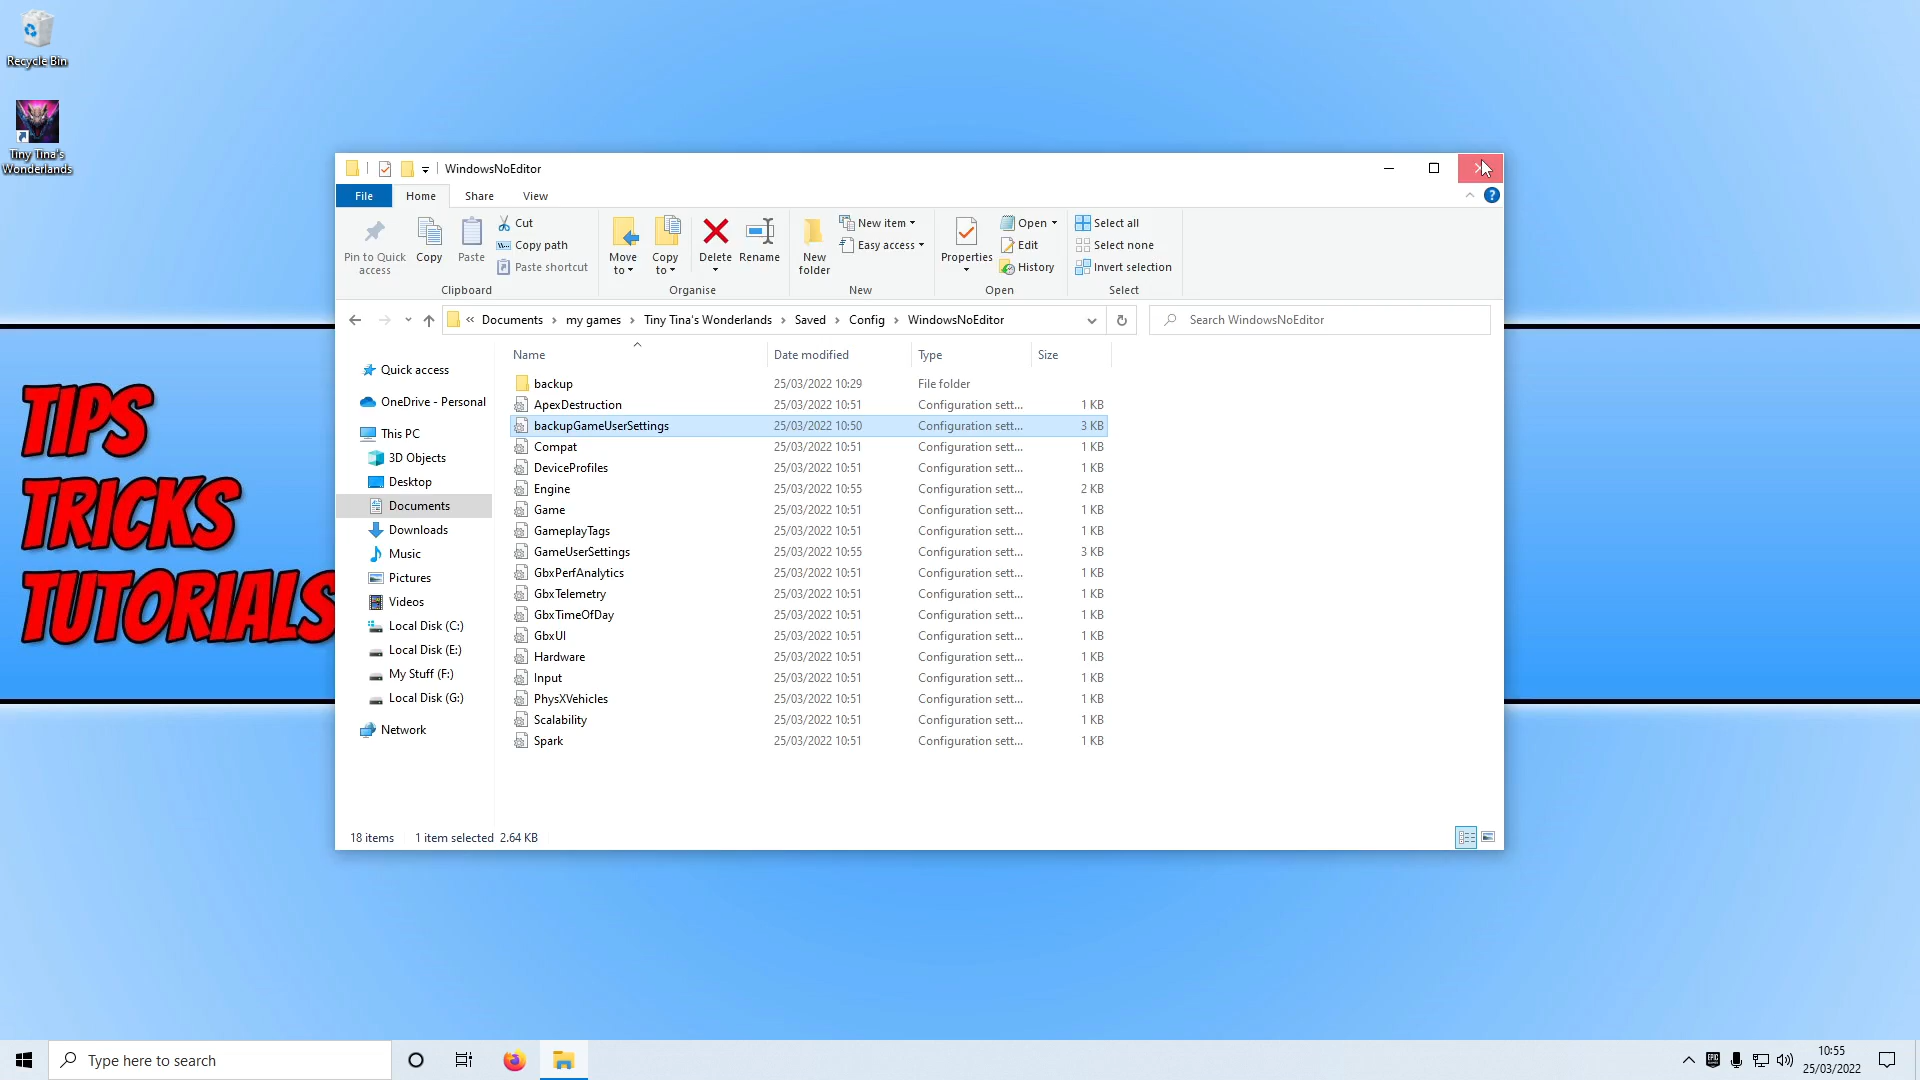 Recycle Bin
Tiny Tina's
Wonderlands
TIPS
TRICKS
TUTORIALS
WindowsNoEditor
File Home Share View
Pin to Quick
access
Copy
Paste
Cut
Copy path
Paste shortcut
Clipboard
Move
to
Copy
to
Delete
Rename
Organise
New
folder
New item
Easy access
New
Properties
Open
Edit
History
Open
Select all
Select none
Invert selection
Select
« Documents > my games > Tiny Tina's Wonderlands > Saved > Config > WindowsNoEditor
Search WindowsNoEditor
Quick access
OneDrive - Personal
This PC
3D Objects
Desktop
Documents
Downloads
Music
Pictures
Videos
Local Disk (C:)
Local Disk (E:)
My Stuff (F:)
Local Disk (G:)
Network
Name Date modified Type Size
backup 25/03/2022 10:29 File folder
ApexDestruction 25/03/2022 10:51 Configuration sett... 1 KB
backupGameUserSettings 25/03/2022 10:50 Configuration sett... 3 KB
Compat 25/03/2022 10:51 Configuration sett... 1 KB
DeviceProfiles 25/03/2022 10:51 Configuration sett... 1 KB
Engine 25/03/2022 10:55 Configuration sett... 2 KB
Game 25/03/2022 10:51 Configuration sett... 1 KB
GameplayTags 25/03/2022 10:51 Configuration sett... 1 KB
GameUserSettings 25/03/2022 10:55 Configuration sett... 3 KB
GbxPerfAnalytics 25/03/2022 10:51 Configuration sett... 1 KB
GbxTelemetry 25/03/2022 10:51 Configuration sett... 1 KB
GbxTimeOfDay 25/03/2022 10:51 Configuration sett... 1 KB
GbxUI 25/03/2022 10:51 Configuration sett... 1 KB
Hardware 25/03/2022 10:51 Configuration sett... 1 KB
Input 25/03/2022 10:51 Configuration sett... 1 KB
PhysXVehicles 25/03/2022 10:51 Configuration sett... 1 KB
Scalability 25/03/2022 10:51 Configuration sett... 1 KB
Spark 25/03/2022 10:51 Configuration sett... 1 KB
18 items 1 item selected 2.64 KB
Type here to search
EPIC
10:55
25/03/2022